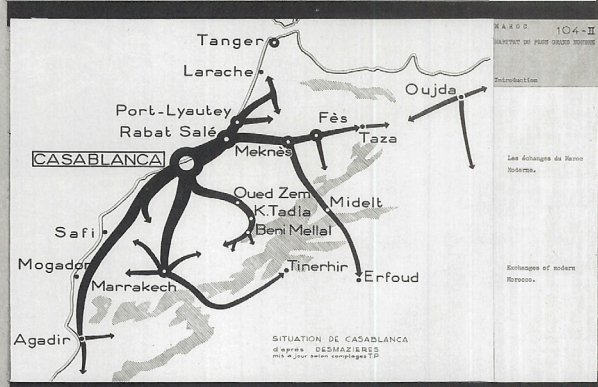 Tanger
Larache
Port-Lyautey
Rabat Salé
CASABLANCA
Meknès
Fès
Taza
Oujda
Oued Zem
K.Tadla
Beni Mellal
Midelt
Safi
Mogador
Marrakech
Tinerhir
Erfoud
Agadir
SITUATION DE CASABLANCA
d'après DESMAZIERES
mis a jour selon comptages T.P
MAROC 104-II
HABITAT DU PLUS GRAND NOMBRE
Introduction
Les échanges du Maroc
Moderne.
Exchanges of modern
Morocco.